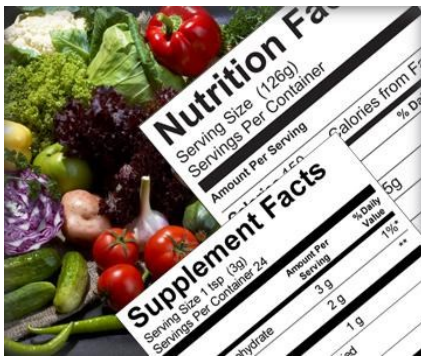 Nutrition Fa
Serving Size (126g)
Servings Per Container
Amount Per Serving
Calories from Fa
% Da
5g
Supplement Facts
Serving Size 1 tsp (3g)
Servings Per Container 24
Amount Per
Serving
% Daily
Value
3 g
1%*
2 g
**
1 g